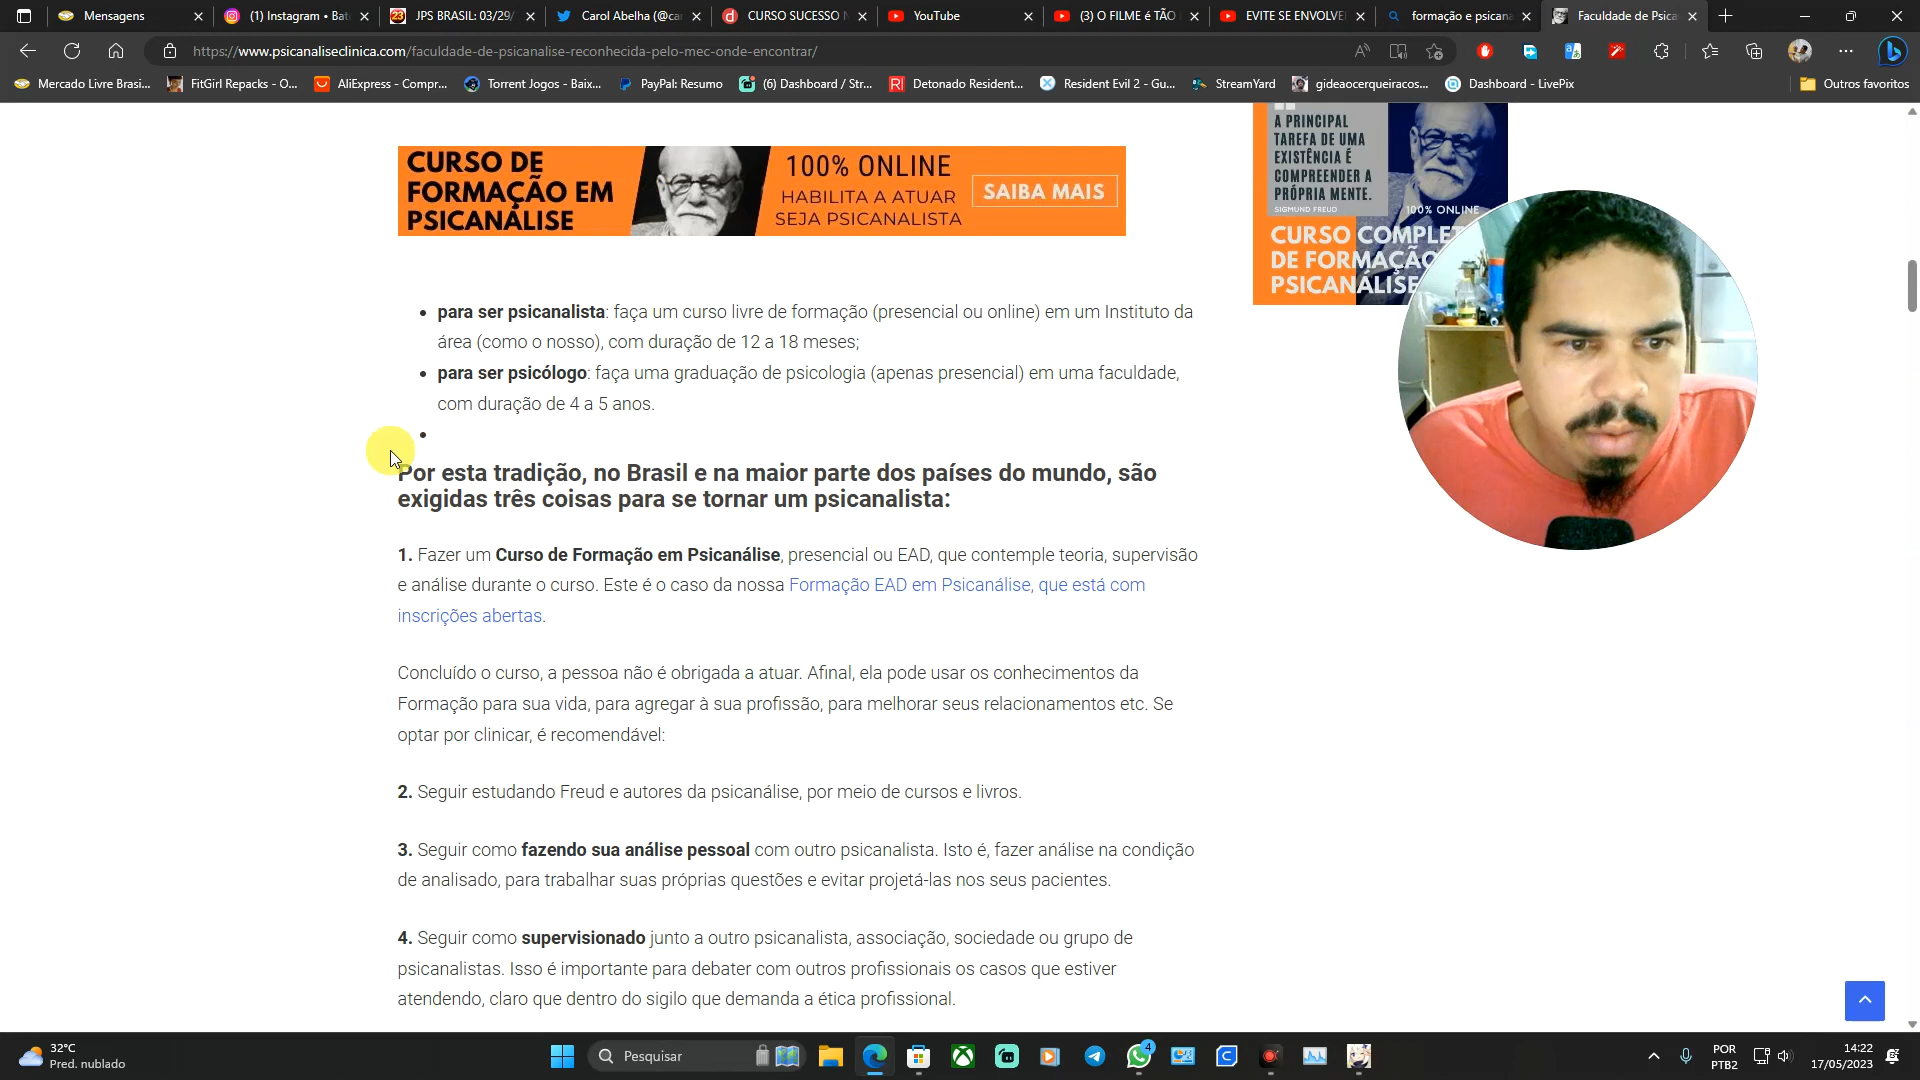 Mensagens
(1) Instagram • Bat
JPS BRASIL: 03/29/
Carol Abelha (@ca
CURSO SUCESSO N
YouTube
(3) O FILME é TÃO
EVITE SE ENVOLVE
formação e psicana
Faculdade de Psica
https://www.psicanaliseclinica.com/faculdade-de-psicanalise-reconhecida-pelo-mec-onde-encontrar/
Mercado Livre Brasi...
FitGirl Repacks - O...
AliExpress - Compr...
Torrent Jogos - Baix...
PayPal: Resumo
(6) Dashboard / Str...
Detonado Resident...
Resident Evil 2 - Gu...
StreamYard
gideaocerqueiracos...
Dashboard - LivePix
Outros favoritos
CURSO DE
FORMAÇÃO EM
PSICANÁLISE
100% ONLINE
HABILITA A ATUAR
SEJA PSICANALISTA
SAIBA MAIS
A PRINCIPAL
TAREFA DE UMA
EXISTÊNCIA É
COMPREENDER A
PRÓPRIA MENTE.
SIGMUND FREUD
100% ONLINE
CURSO COMPLET
DE FORMAÇÃO
PSICANÁLISE
• para ser psicanalista: faça um curso livre de formação (presencial ou online) em um Instituto da
área (como o nosso), com duração de 12 a 18 meses;
• para ser psicólogo: faça uma graduação de psicologia (apenas presencial) em uma faculdade,
com duração de 4 a 5 anos.
•
Por esta tradição, no Brasil e na maior parte dos países do mundo, são
exigidas três coisas para se tornar um psicanalista:
1. Fazer um Curso de Formação em Psicanálise, presencial ou EAD, que contemple teoria, supervisão
e análise durante o curso. Este é o caso da nossa Formação EAD em Psicanálise, que está com
inscrições abertas.
Concluído o curso, a pessoa não é obrigada a atuar. Afinal, ela pode usar os conhecimentos da
Formação para sua vida, para agregar à sua profissão, para melhorar seus relacionamentos etc. Se
optar por clinicar, é recomendável:
2. Seguir estudando Freud e autores da psicanálise, por meio de cursos e livros.
3. Seguir como fazendo sua análise pessoal com outro psicanalista. Isto é, fazer análise na condição
de analisado, para trabalhar suas próprias questões e evitar projetá-las nos seus pacientes.
4. Seguir como supervisionado junto a outro psicanalista, associação, sociedade ou grupo de
psicanalistas. Isso é importante para debater com outros profissionais os casos que estiver
atendendo, claro que dentro do sigilo que demanda a ética profissional.
32°C
Pred. nublado
Pesquisar
4
POR
PTB2
14:22
17/05/2023